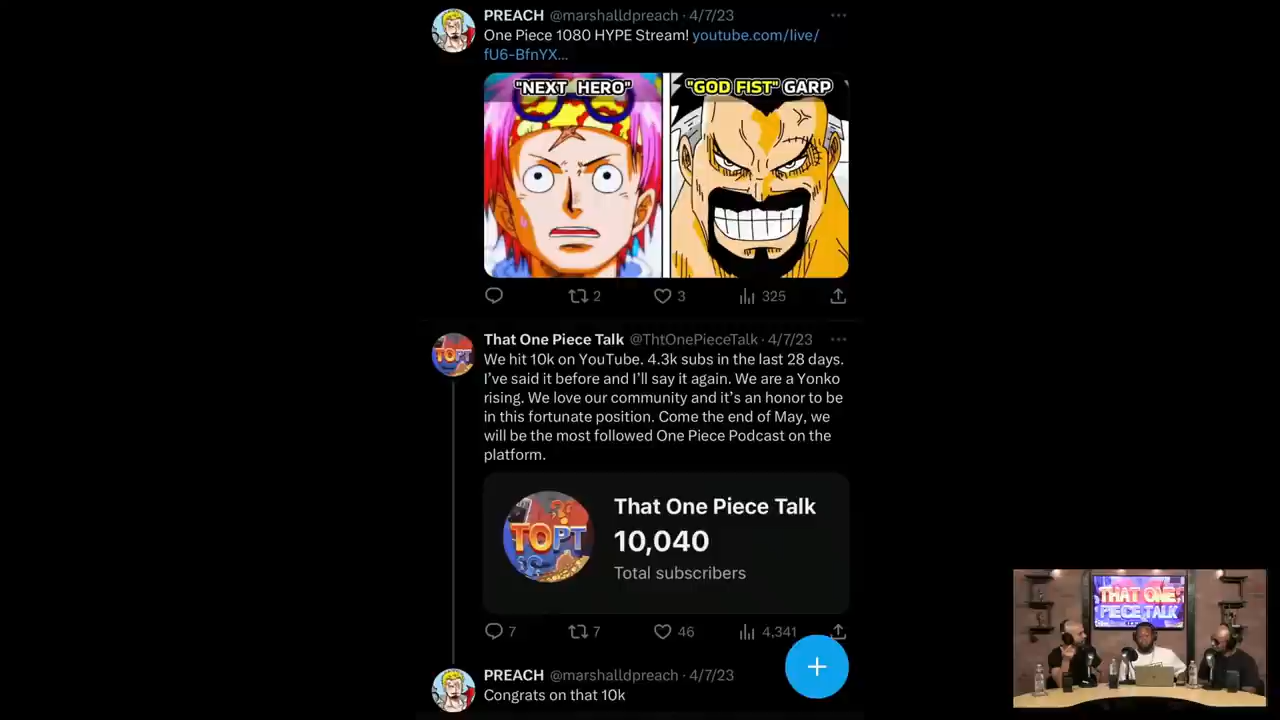 PREACH @marshalldpreach · 4/7/23
One Piece 1080 HYPE Stream! youtube.com/live/
fU6-BfnYX...
"NEXT HERO"
"GOD FIST" GARP
2 3 325
That One Piece Talk @ThtOnePieceTalk · 4/7/23
We hit 10k on YouTube. 4.3k subs in the last 28 days.
I've said it before and I'll say it again. We are a Yonko
rising. We love our community and it's an honor to be
in this fortunate position. Come the end of May, we
will be the most followed One Piece Podcast on the
platform.
TOPT
TOPT
That One Piece Talk
10,040
Total subscribers
7 7 46 4,341
PREACH @marshalldpreach · 4/7/23
Congrats on that 10k
THAT ONE
PIECE TALK